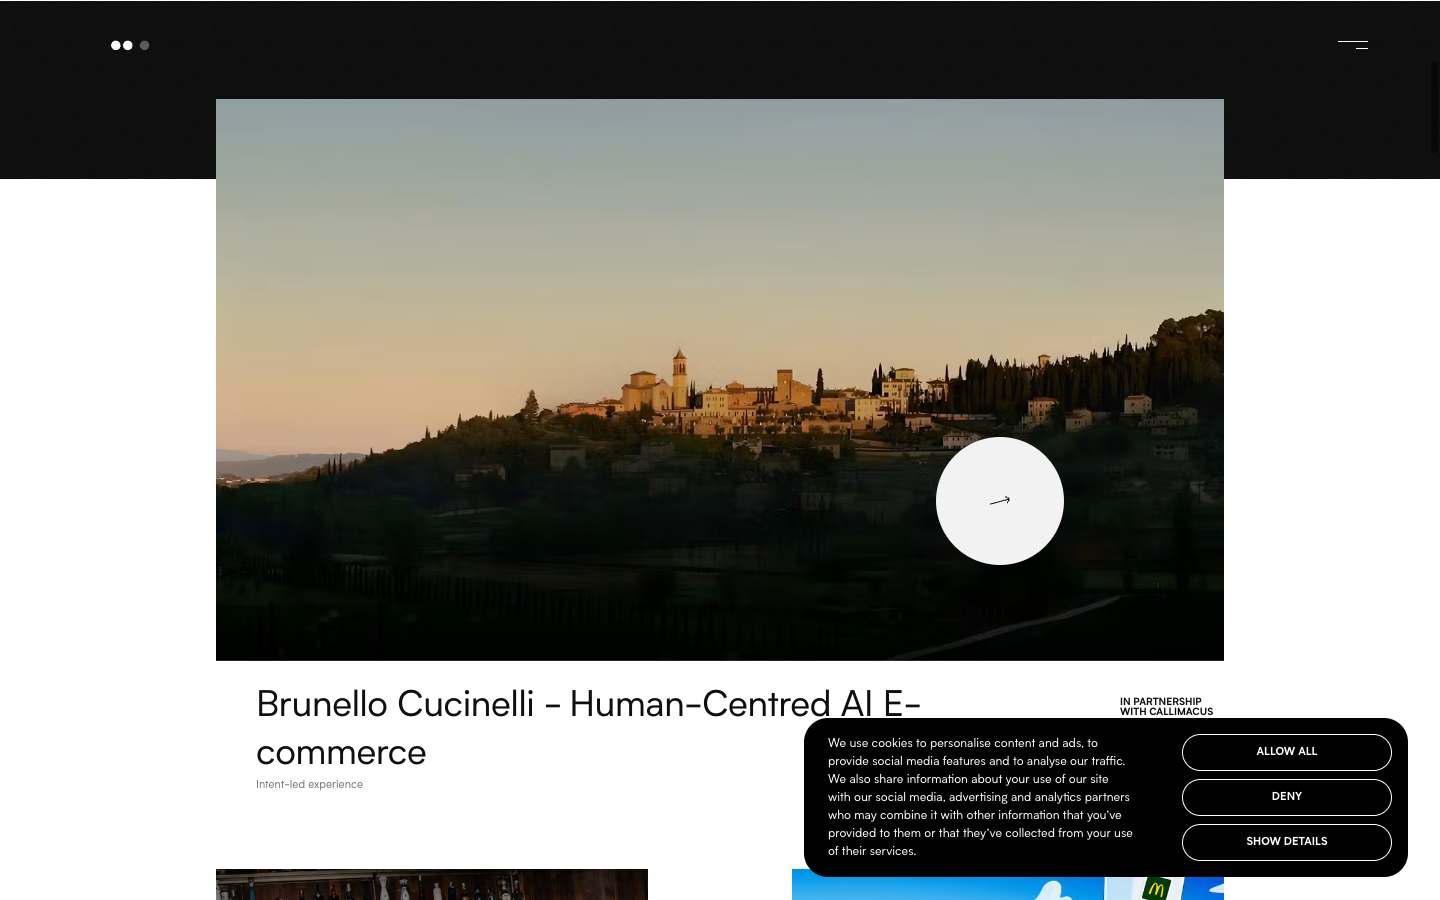 Brunello Cucinelli - Human-Centred AI E-
commerce
Intent-led experience
IN PARTNERSHIP
WITH CALLIMACUS
We use cookies to personalise content and ads, to
provide social media features and to analyse our traffic.
We also share information about your use of our site
with our social media, advertising and analytics partners
who may combine it with other information that you've
provided to them or that they've collected from your use
of their services.
ALLOW ALL
DENY
SHOW DETAILS